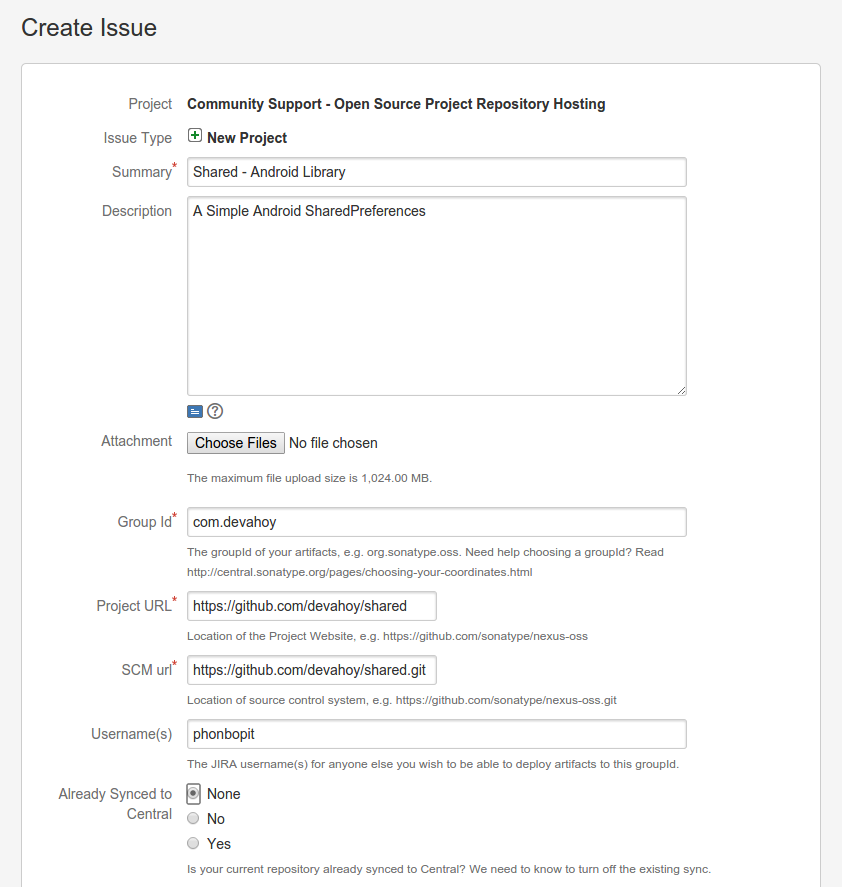 Create Issue
Project Community Support - Open Source Project Repository Hosting
Issue Type New Project
Summary* Shared - Android Library
Description A Simple Android SharedPreferences
Attachment Choose Files No file chosen
The maximum file upload size is 1,024.00 MB.
Group Id* com.devahoy
The groupId of your artifacts, e.g. org.sonatype.oss. Need help choosing a groupId? Read
http://central.sonatype.org/pages/choosing-your-coordinates.html
Project URL* https://github.com/devahoy/shared
Location of the Project Website, e.g. https://github.com/sonatype/nexus-oss
SCM url* https://github.com/devahoy/shared.git
Location of source control system, e.g. https://github.com/sonatype/nexus-oss.git
Username(s) phonbopit
The JIRA username(s) for anyone else you wish to be able to deploy artifacts to this groupId.
Already Synced to
Central
None
No
Yes
Is your current repository already synced to Central? We need to know to turn off the existing sync.